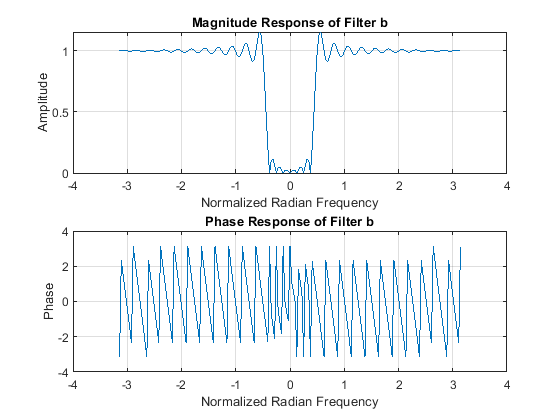 Magnitude Response of Filter b
1
0.5
0
Amplitude
-4 -3 -2 -1 0 1 2 3 4
Normalized Radian Frequency
Phase Response of Filter b
4
2
0
-2
-4
Phase
-4 -3 -2 -1 0 1 2 3 4
Normalized Radian Frequency